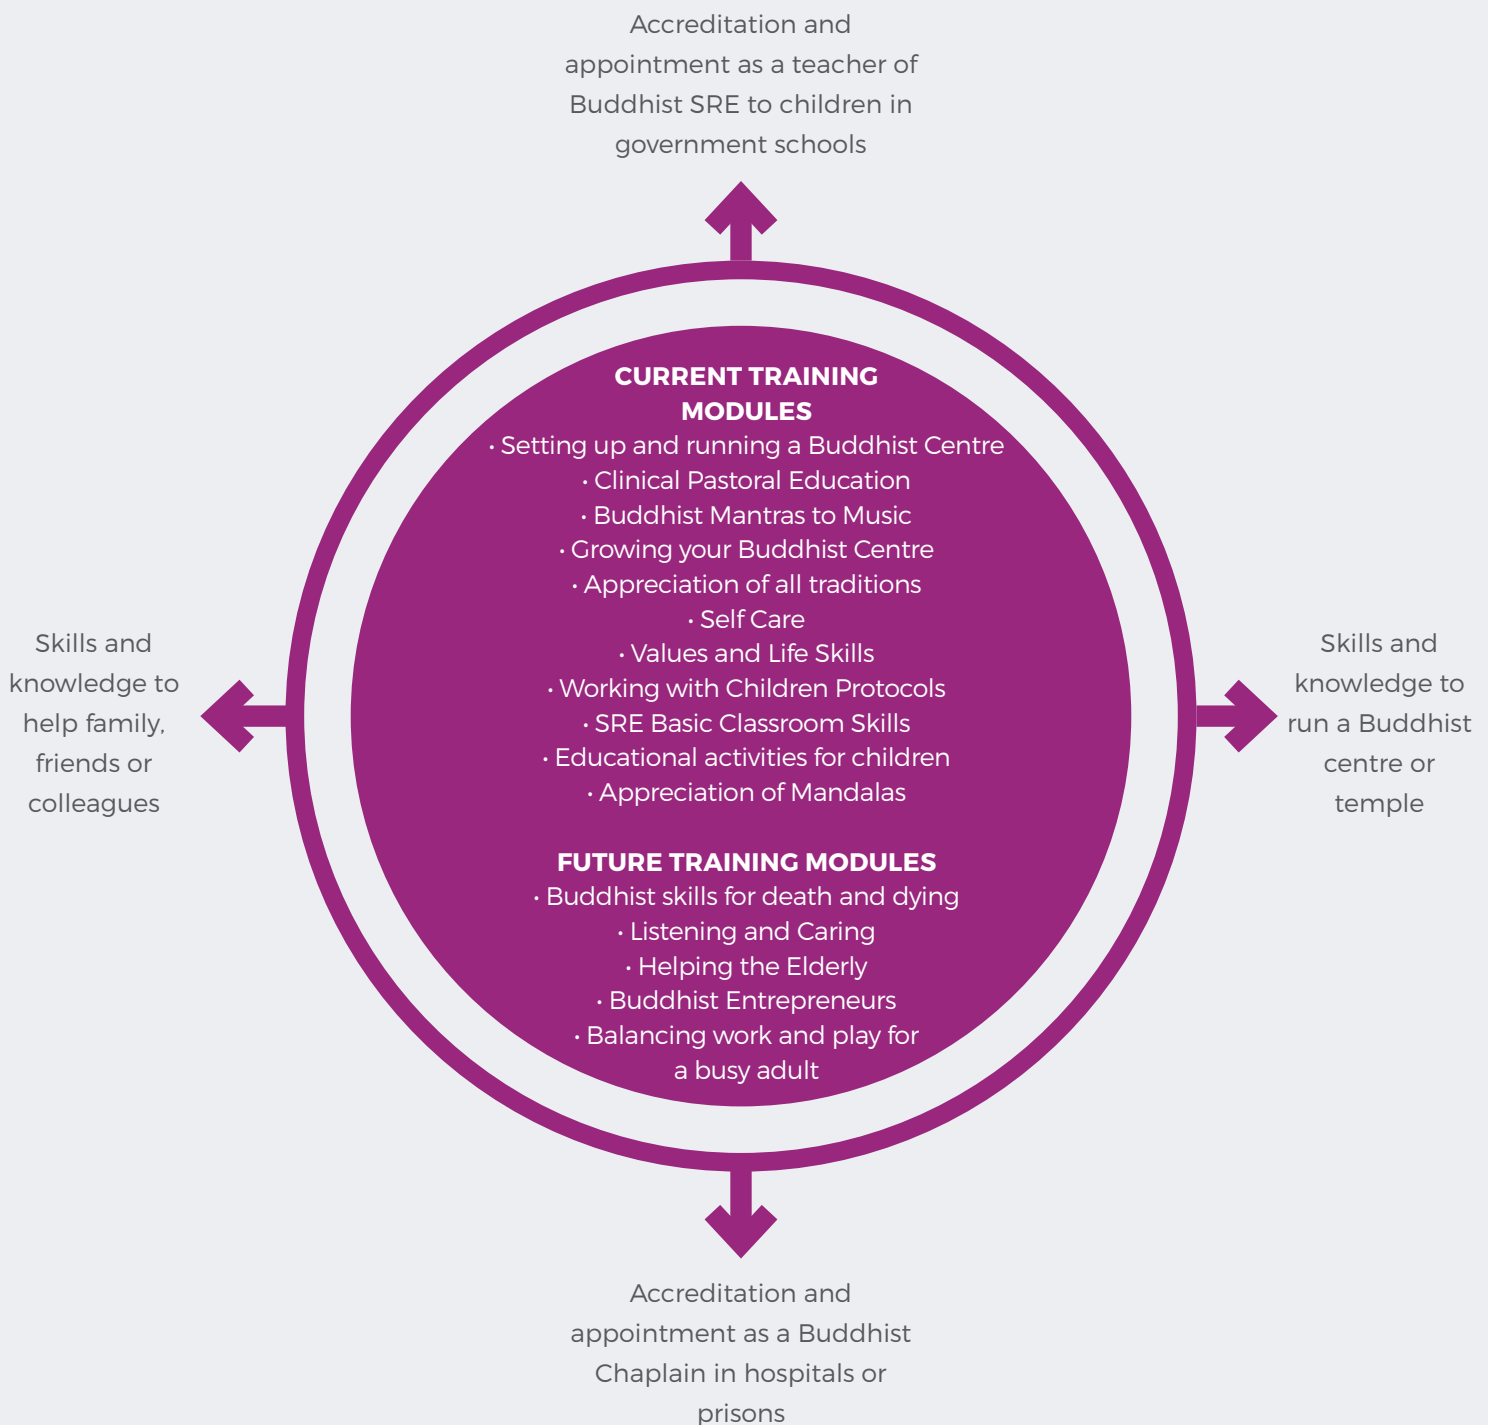 Accreditation and
appointment as a teacher of
Buddhist SRE to children in
government schools
CURRENT TRAINING
MODULES
• Setting up and running a Buddhist Centre
• Clinical Pastoral Education
• Buddhist Mantras to Music
• Growing your Buddhist Centre
• Appreciation of all traditions
• Self Care
• Values and Life Skills
• Working with Children Protocols
• SRE Basic Classroom Skills
• Educational activities for children
• Appreciation of Mandalas
FUTURE TRAINING MODULES
• Buddhist skills for death and dying
• Listening and Caring
• Helping the Elderly
• Buddhist Entrepreneurs
• Balancing work and play for
a busy adult
Skills and
knowledge to
help family,
friends or
colleagues
Skills and
knowledge to
run a Buddhist
centre or
temple
Accreditation and
appointment as a Buddhist
Chaplain in hospitals or
prisons